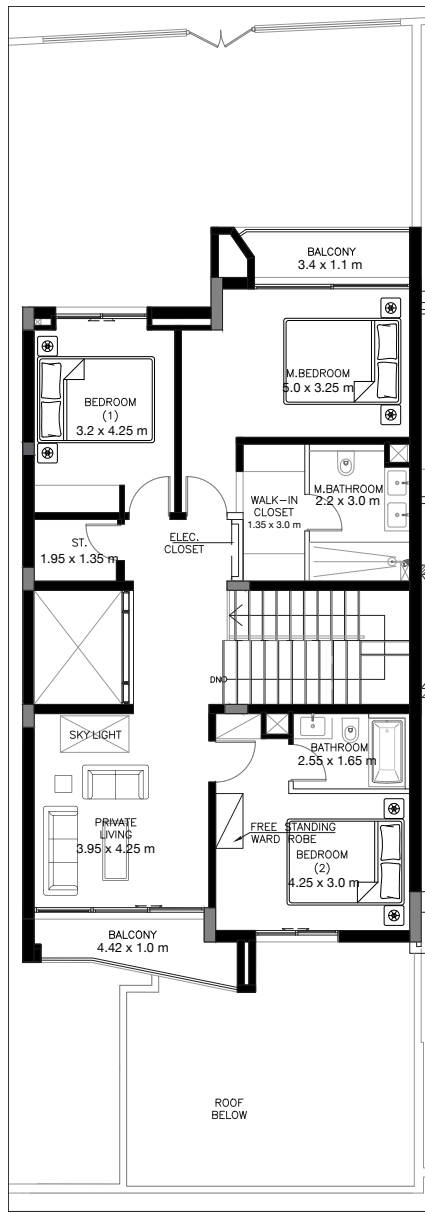 BALCONY
3.4 x 1.1 m
M.BEDROOM
5.0 x 3.25 m
BEDROOM
(1)
3.2 x 4.25 m
M.BATHROOM
2.2 x 3.0 m
WALK-IN
CLOSET
1.35 x 3.0 m
ST.
1.95 x 1.35 m
ELEC.
CLOSET
DN
SKY LIGHT
BATHROOM
2.55 x 1.65 m
PRIVATE
LIVING
3.95 x 4.25 m
FREE STANDING
WARD ROBE
BEDROOM
(2)
4.25 x 3.0 m
BALCONY
4.42 x 1.0 m
ROOF
BELOW